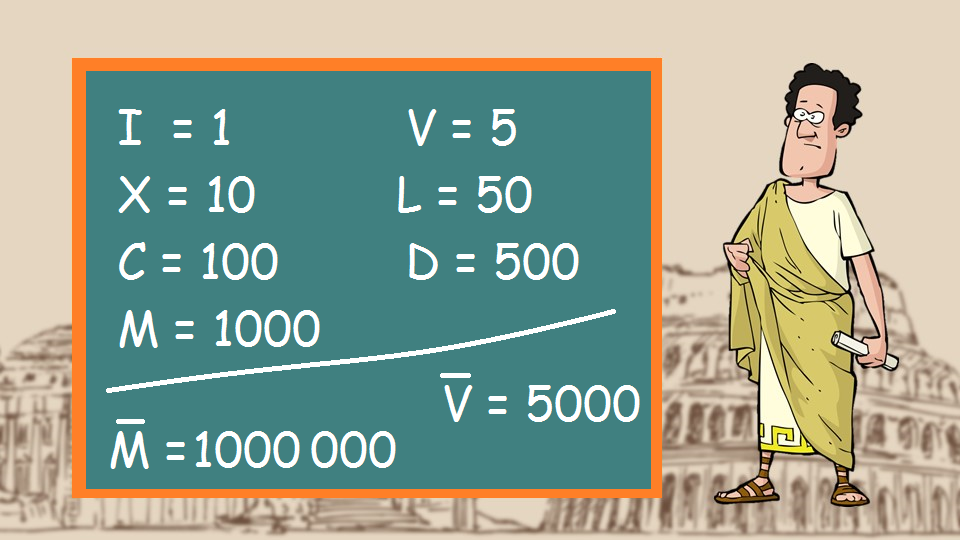 I = 1 V = 5
X = 10 L = 50
C = 100 D = 500
M = 1000
V̅ = 5000
M̅ = 1000 000